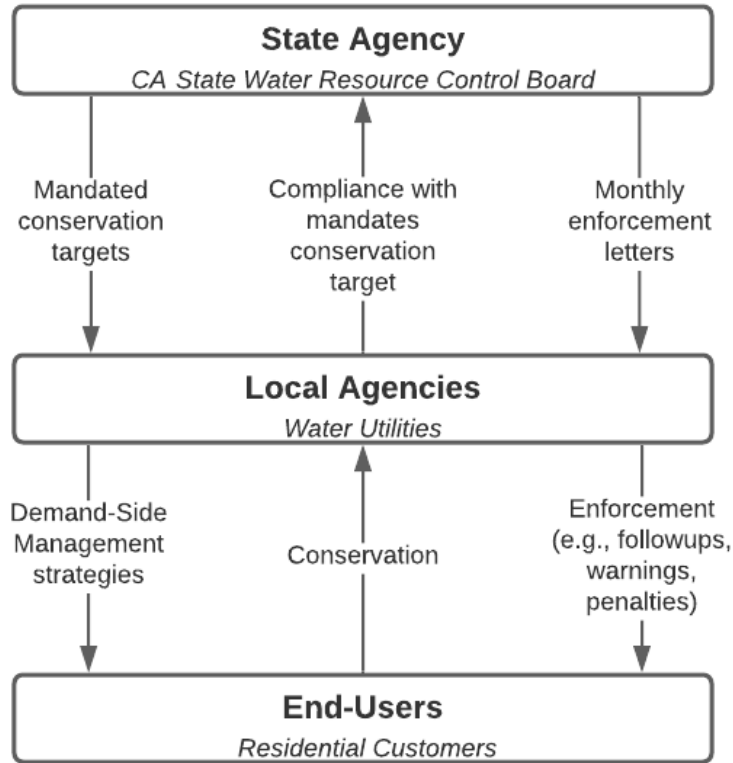 State Agency
CA State Water Resource Control Board
Mandated
conservation
targets
Compliance with
mandates
conservation
target
Monthly
enforcement
letters
Local Agencies
Water Utilities
Demand-Side
Management
strategies
Conservation
Enforcement
(e.g., followups,
warnings,
penalties)
End-Users
Residential Customers